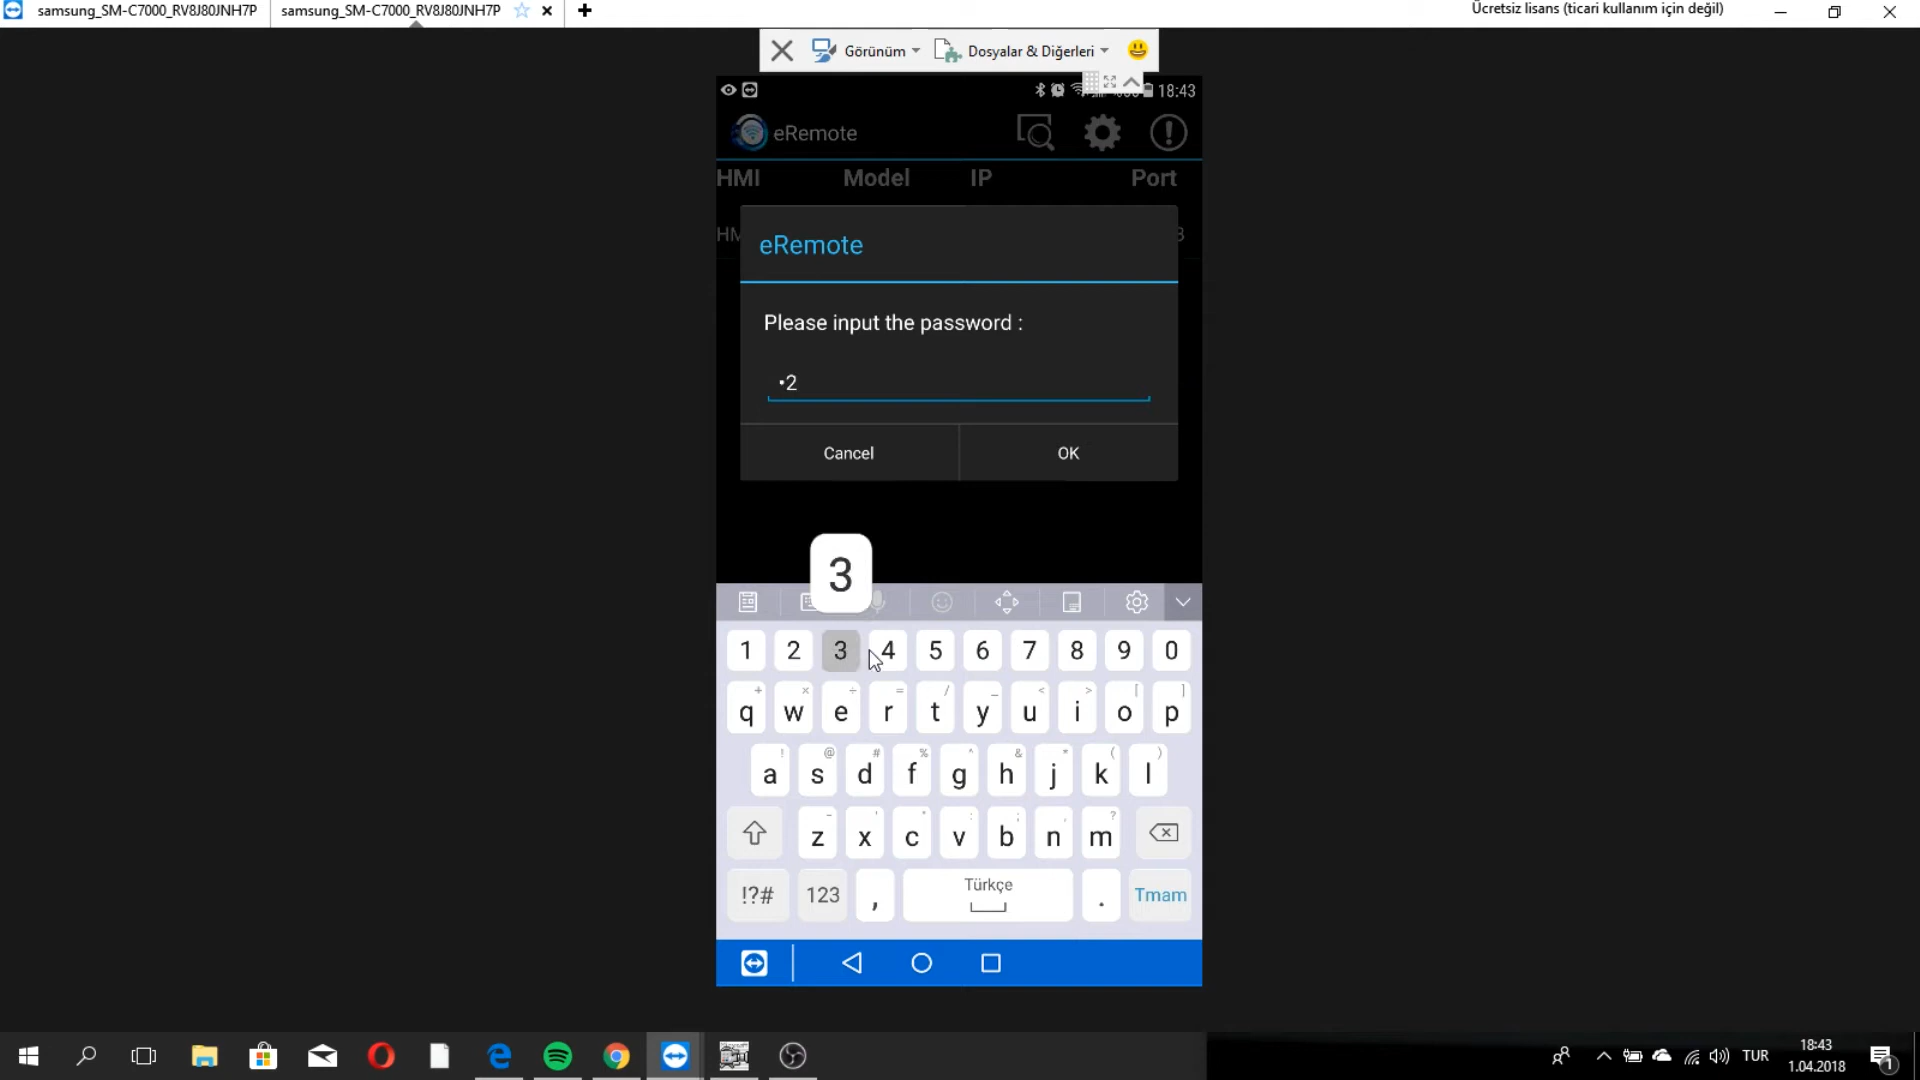 samsung_SM-C7000_RV8J80JNH7P
samsung_SM-C7000_RV8J80JNH7P
Ücretsiz lisans (ticari kullanım için değil)
Görünüm
Dosyalar & Diğerleri
18:43
eRemote
HMI Model IP Port
eRemote
Please input the password :
•2
Cancel OK
3
1 2 3 4 5 6 7 8 9 0
+ × ÷ = / _ < > [ ]
q w e r t y u i o p
! @ # % ^ & * ( )
a s d f g h j k l
- ' " : ; , ?
z x c v b n m
!?# 123 , Türkçe . Tmam
TUR
18:43
1.04.2018
1